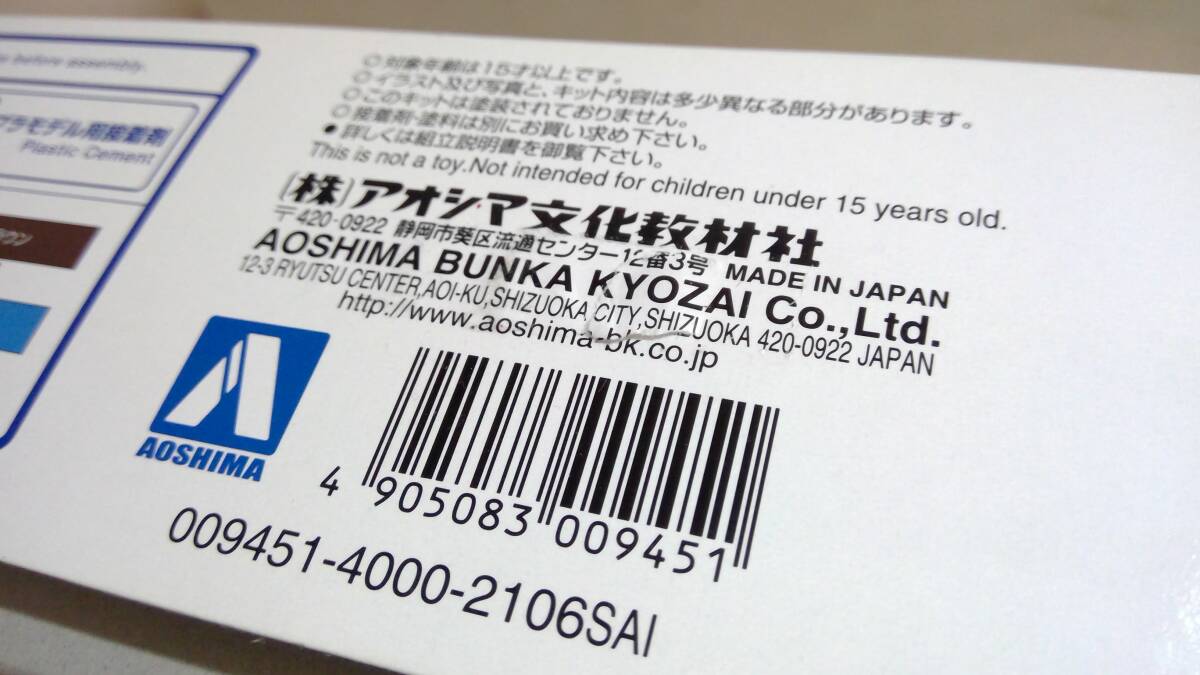 before assembly.
プラモデル用接着剤
Plastic Cement
ウン
◎対象年齢は15才以上です。
◎イラスト及び写真と、キット内容は多少異なる部分があります。
◎このキットは塗装されておりません。
◎接着剤・塗料は別にお買い求め下さい。
●詳しくは組立説明書を御覧下さい。
This is not a toy.Not intended for children under 15 years old.
(株)アオシマ文化教材社
〒420-0922 静岡市葵区流通センター12番3号 MADE IN JAPAN
AOSHIMA BUNKA KYOZAI Co.,Ltd.
12-3 RYUTSU CENTER,AOI-KU,SHIZUOKA CITY,SHIZUOKA 420-0922 JAPAN
http://www.aoshima-bk.co.jp
AOSHIMA
4 905083 009451
009451-4000-2106SAI